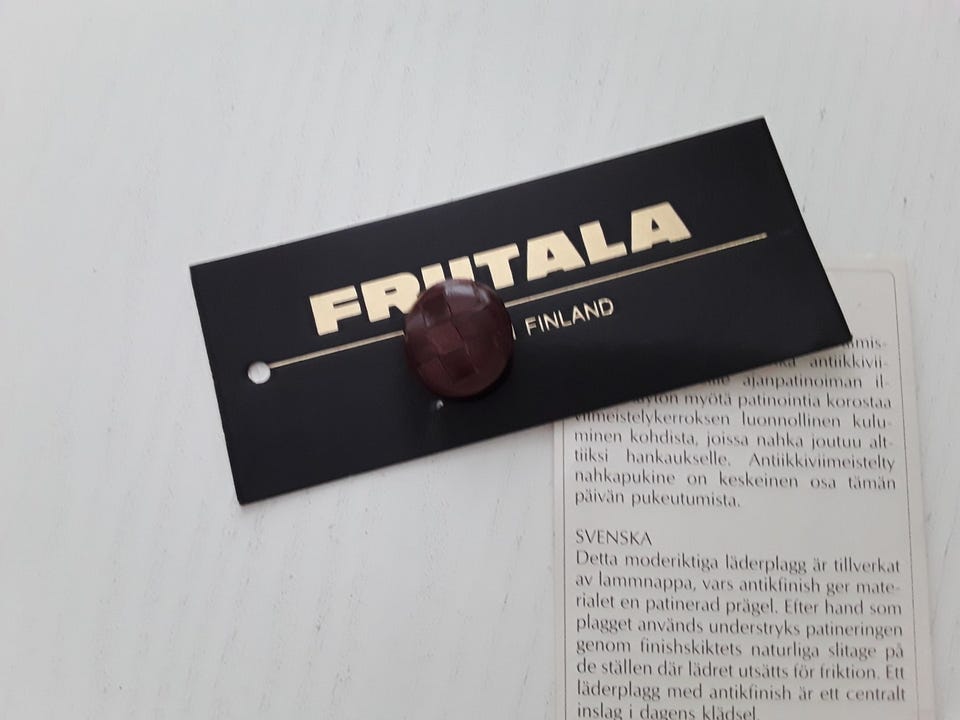 FRUTALA
FINLAND
antiikkivii-
ajanpatinoiman il-
myötä patinointia korostaa
viimeistelykerroksen luonnollinen kulu-
minen kohdista, joissa nahka joutuu alt-
tiiksi hankaukselle. Antiikkiviimeistelty
nahkapukine on keskeinen osa tämän
päivän pukeutumista.
SVENSKA
Detta moderiktiga läderplagg är tillverkat
av lammnappa, vars antikfinish ger mate-
rialet en patinerad prägel. Efter hand som
plagget används understryks patineringen
genom finishskiktets naturliga slitage på
de ställen där lädret utsätts för friktion. Ett
läderplagg med antikfinish är ett centralt
inslag i dagens klädsel.